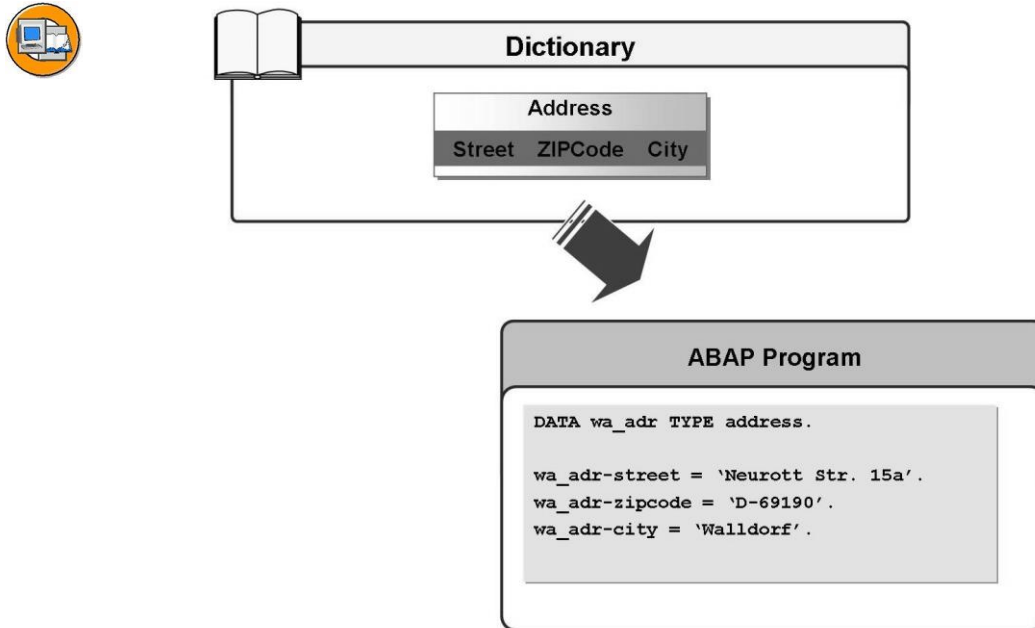 Dictionary
Address
Street ZIPCode City
ABAP Program
DATA wa_adr TYPE address.
wa_adr-street = ‘Neurott Str. 15a’.
wa_adr-zipcode = ‘D-69190’.
wa_adr-city = ‘Walldorf’.